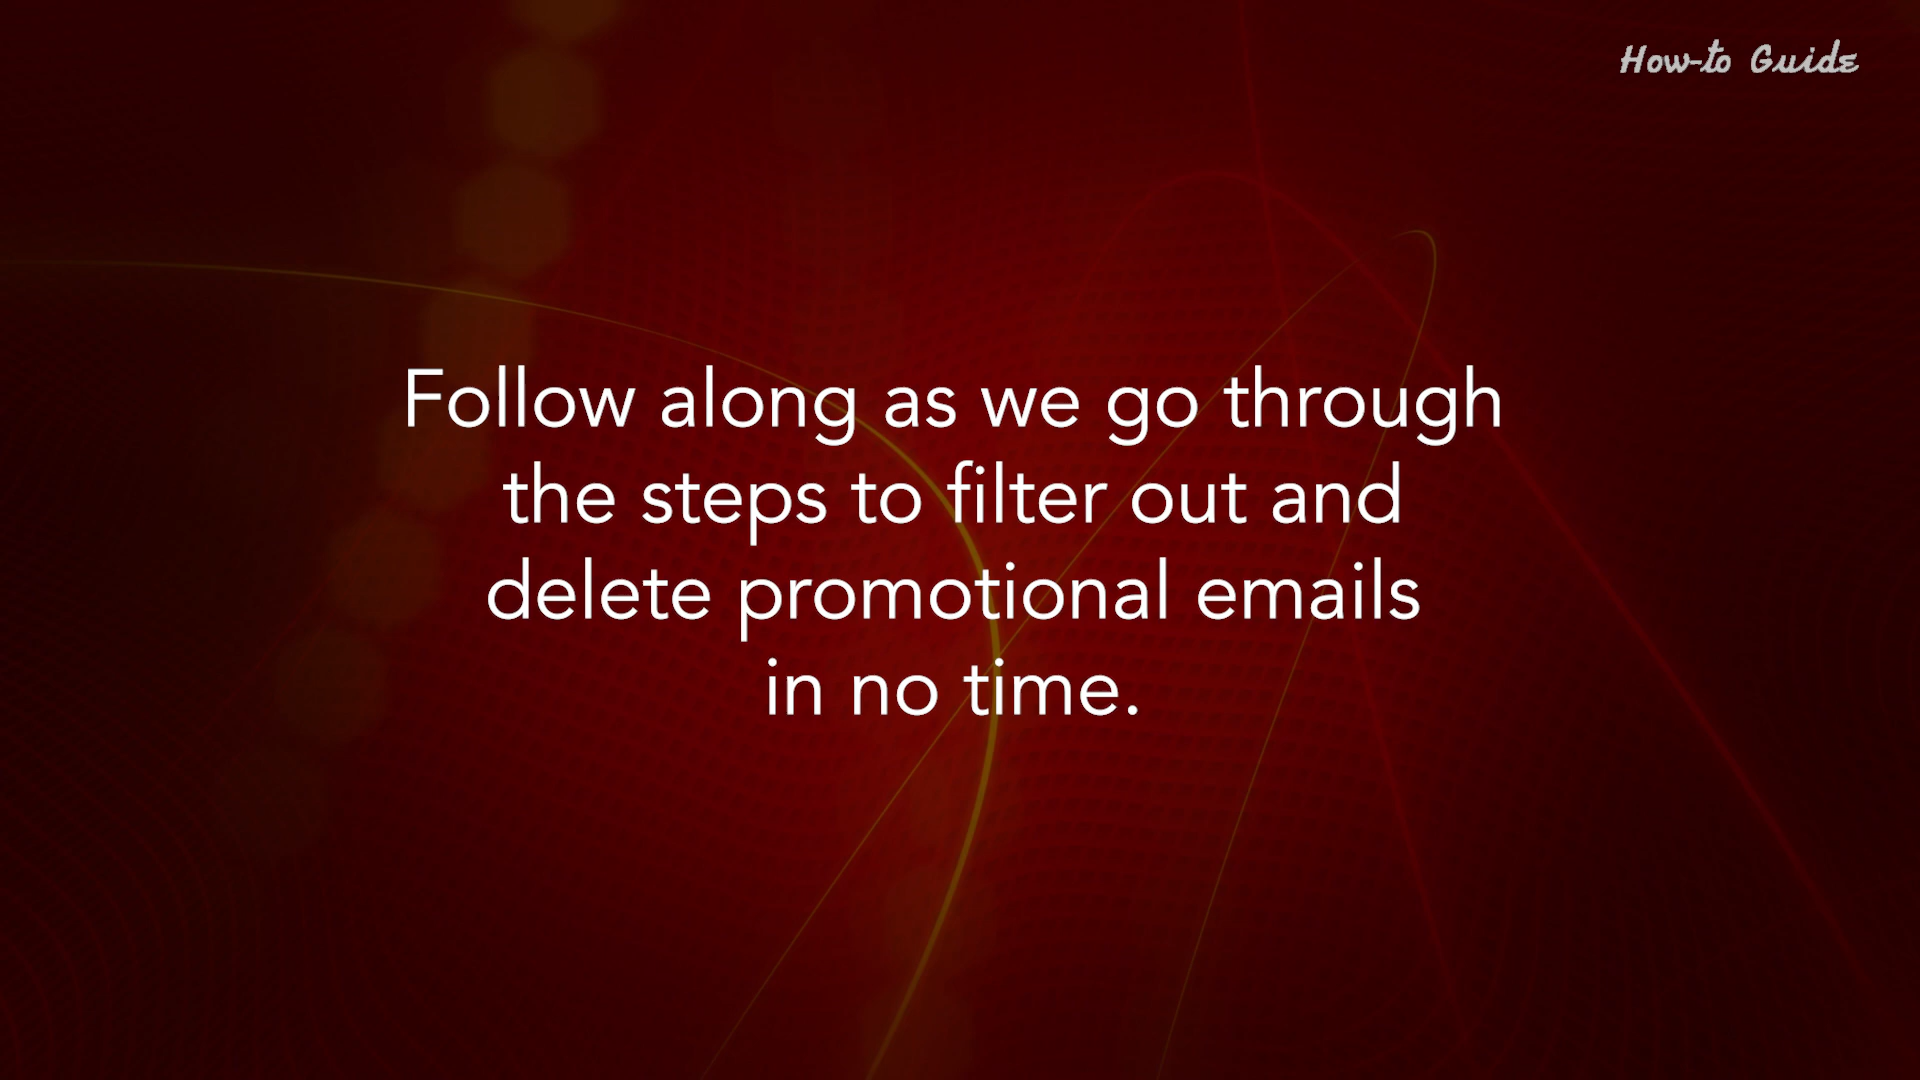 How-to Guide
Follow along as we go through
the steps to filter out and
delete promotional emails
in no time.